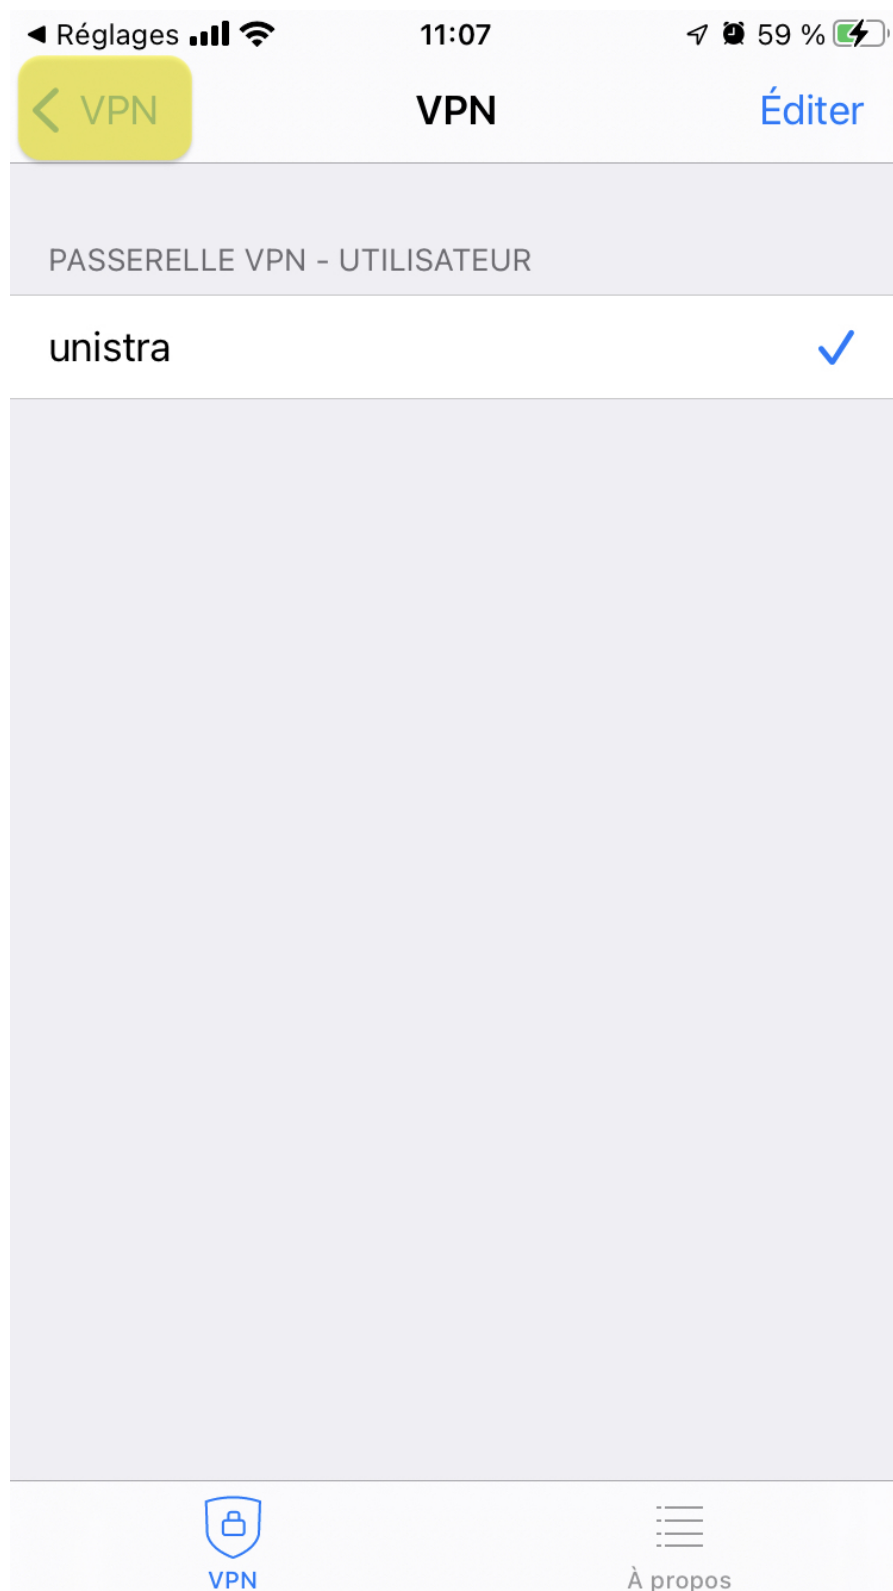 ◀ Réglages 11:07 59 %
VPN VPN Éditer
PASSERELLE VPN - UTILISATEUR
unistra
VPN À propos